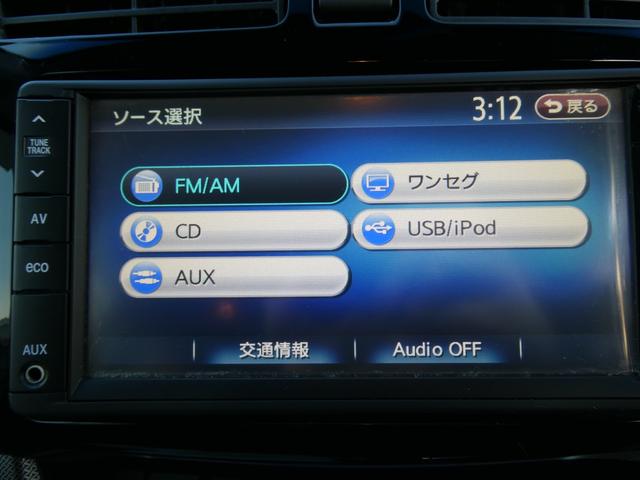 ソース選択
3:12
戻る
TUNE
TRACK
AV
eco
AUX
FM/AM
ワンセグ
CD
USB/iPod
AUX
交通情報
Audio OFF